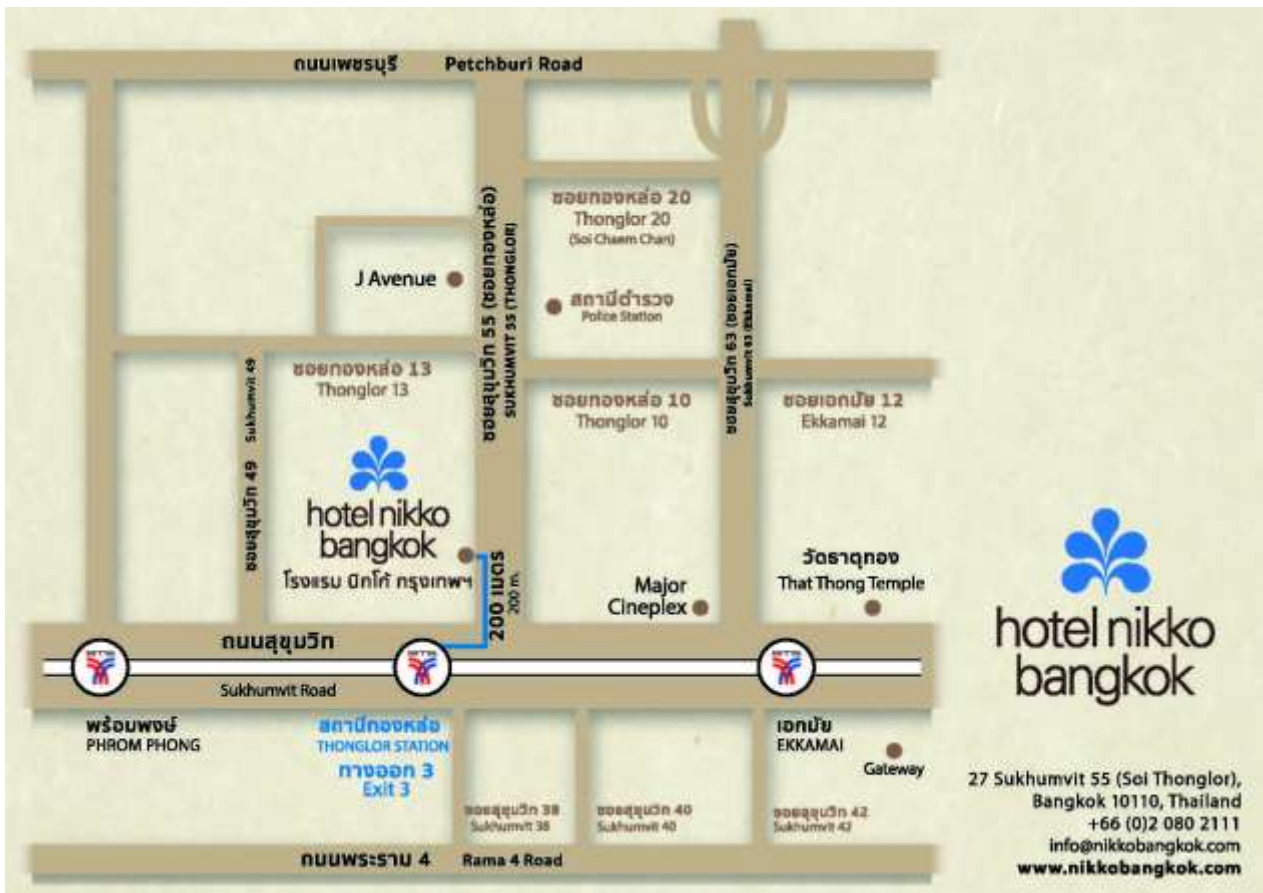 ถนนเพชรบุรี Petchburi Road
ซอยสุขุมวิท 55 (ซอยทองหล่อ)
SUKHUMVIT 55 (THONGLOR)
ซอยทองหล่อ 20
Thonglor 20
(Soi Chaem Chan)
ซอยสุขุมวิท 63 (ซอยเอกมัย)
Sukhumvit 63 (Ekkamai)
J Avenue
สถานีตำรวจ
Police Station
ซอยทองหล่อ 13
Thonglor 13
ซอยสุขุมวิท 49 Sukhumvit 49
ซอยทองหล่อ 10
Thonglor 10
ซอยเอกมัย 12
Ekkamai 12
hotel nikko
bangkok
โรงแรม นิกโก้ กรุงเทพฯ
200 เมตร
200 m.
Major
Cineplex
วัดธาตุทอง
That Thong Temple
ถนนสุขุมวิท
BTS
BTS
BTS
Sukhumvit Road
พร้อมพงษ์
PHROM PHONG
สถานีทองหล่อ
THONGLOR STATION
ทางออก 3
Exit 3
เอกมัย
EKKAMAI
Gateway
ซอยสุขุมวิท 38
Sukhumvit 38
ซอยสุขุมวิท 40
Sukhumvit 40
ซอยสุขุมวิท 42
Sukhumvit 42
ถนนพระราม 4 Rama 4 Road
hotel nikko
bangkok
27 Sukhumvit 55 (Soi Thonglor),
Bangkok 10110, Thailand
+66 (0)2 080 2111
info@nikkobangkok.com
www.nikkobangkok.com